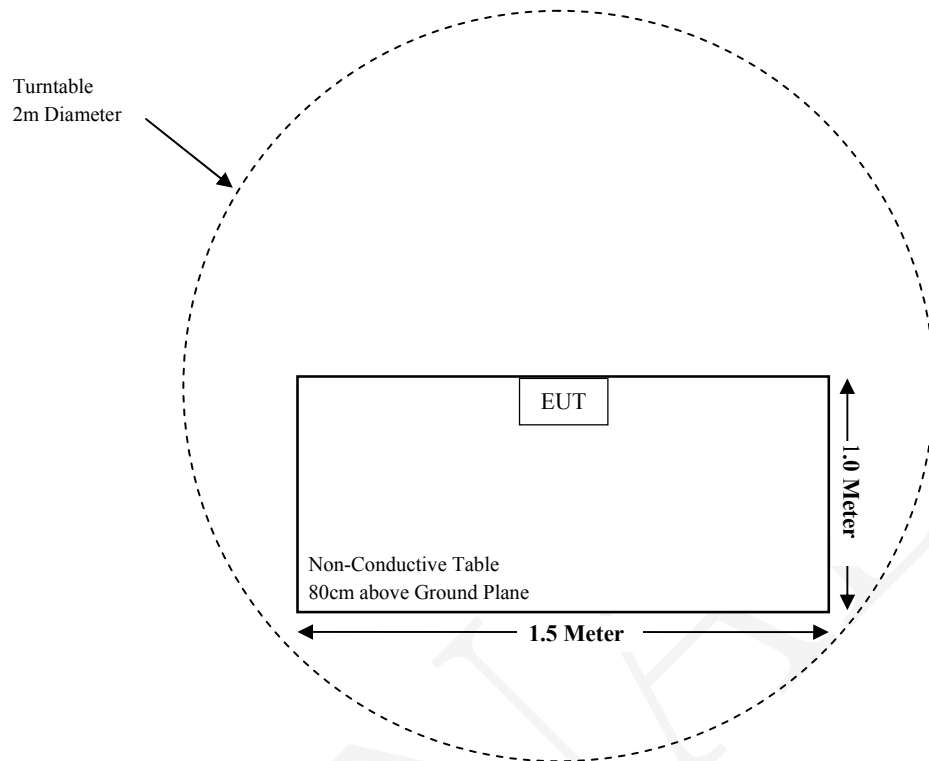 Turntable
2m Diameter
EUT
1.0 Meter
Non-Conductive Table
80cm above Ground Plane
1.5 Meter